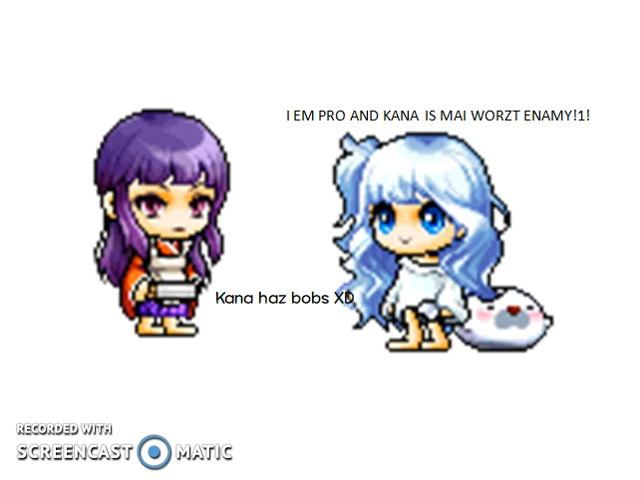 I EM PRO AND KANA IS MAI WORZT ENAMY!1!
Kana haz bobs XD
RECORDED WITH
SCREENCAST MATIC